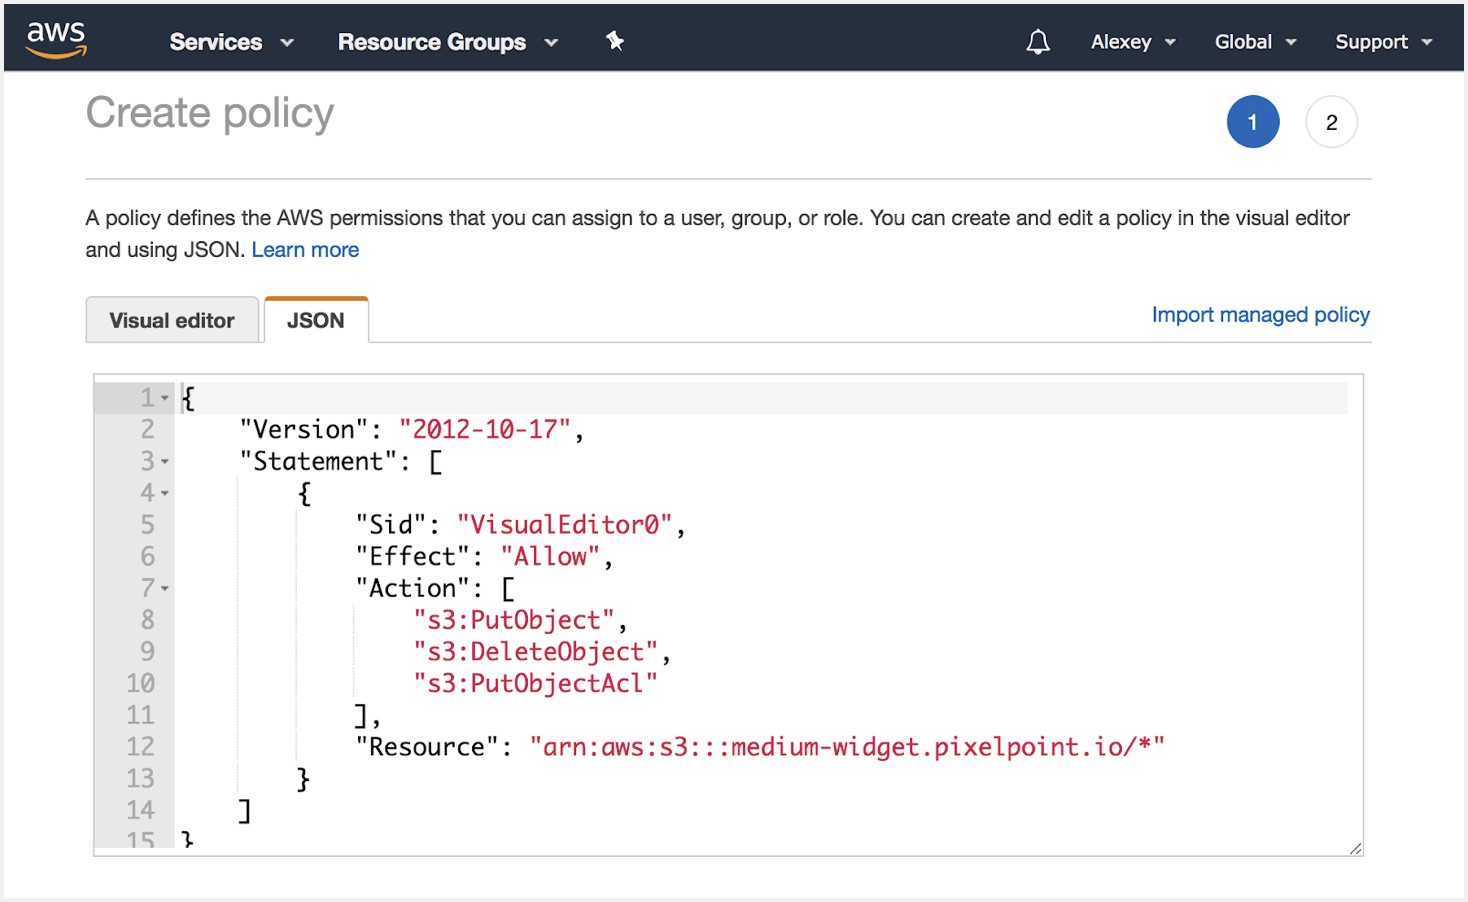 aws Services Resource Groups Alexey Global Support
Create policy
1 2
A policy defines the AWS permissions that you can assign to a user, group, or role. You can create and edit a policy in the visual editor
and using JSON. Learn more
Visual editor JSON Import managed policy
1 {
2 "Version": "2012-10-17",
3 "Statement": [
4 {
5 "Sid": "VisualEditor0",
6 "Effect": "Allow",
7 "Action": [
8 "s3:PutObject",
9 "s3:DeleteObject",
10 "s3:PutObjectAcl"
11 ],
12 "Resource": "arn:aws:s3:::medium-widget.pixelpoint.io/*"
13 }
14 ]
15 }